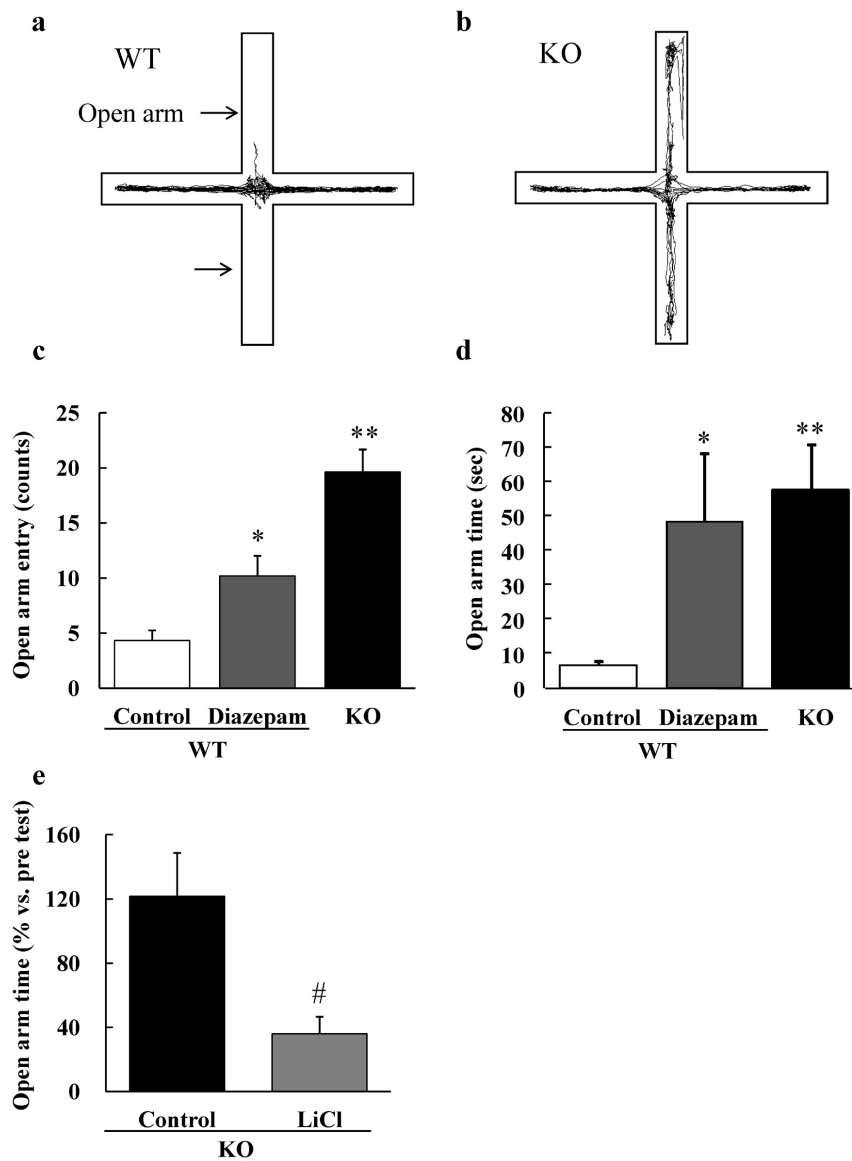 a
WT
Open arm
b
KO
c
Open arm entry (counts)
25
20
15
10
5
0
*
**
Control Diazepam KO
WT
d
Open arm time (sec)
80
70
60
50
40
30
20
10
0
*
**
Control Diazepam KO
WT
e
Open arm time (% vs. pre test)
160
120
80
40
0
#
Control LiCl
KO